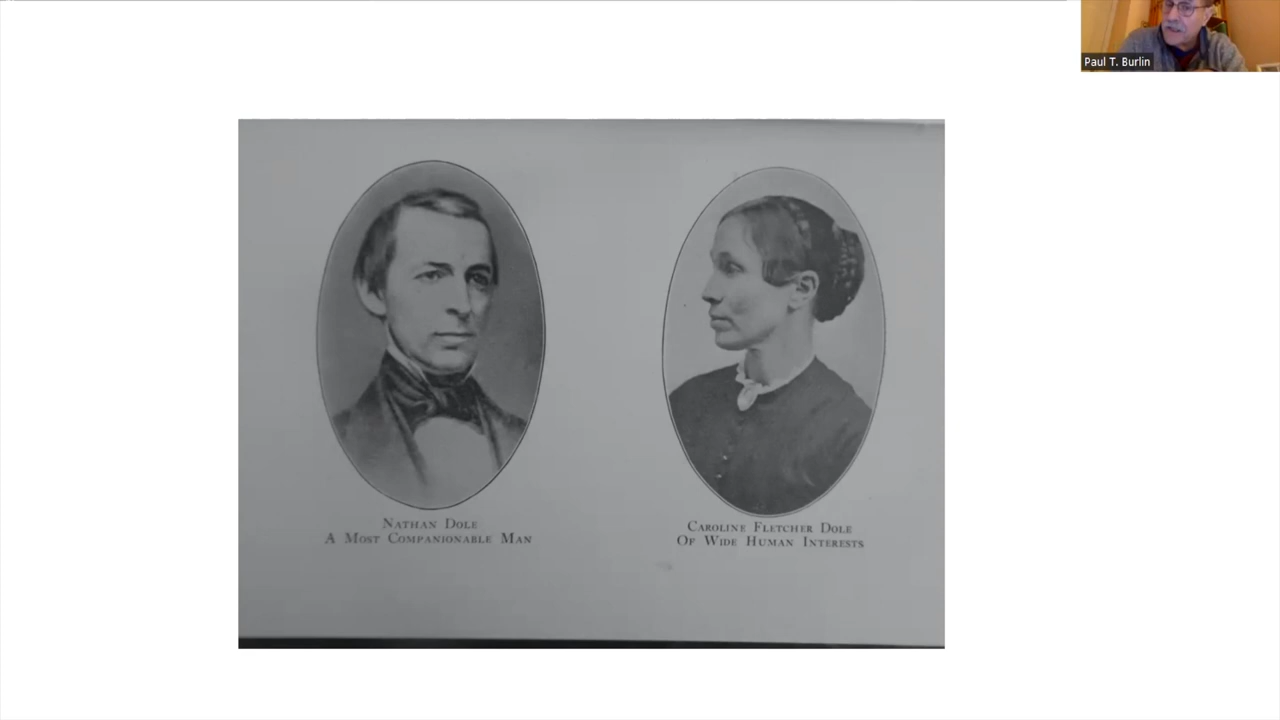 Paul T. Burlin
NATHAN DOLE
A MOST COMPANIONABLE MAN
CAROLINE FLETCHER DOLE
OF WIDE HUMAN INTERESTS